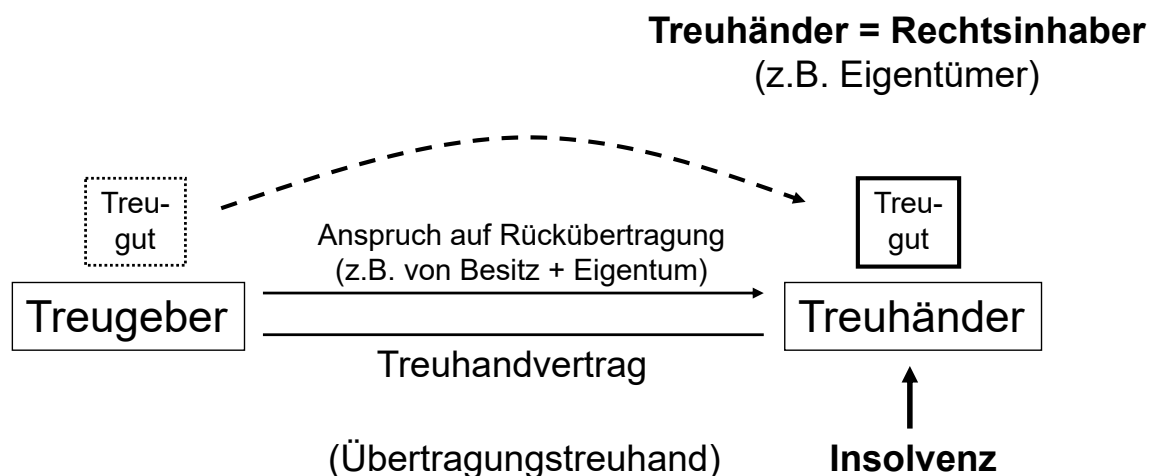 Treuhänder = Rechtsinhaber
(z.B. Eigentümer)
Treu-
gut
Treu-
gut
Anspruch auf Rückübertragung
(z.B. von Besitz + Eigentum)
Treugeber
Treuhänder
Treuhandvertrag
(Übertragungstreuhand)
Insolvenz